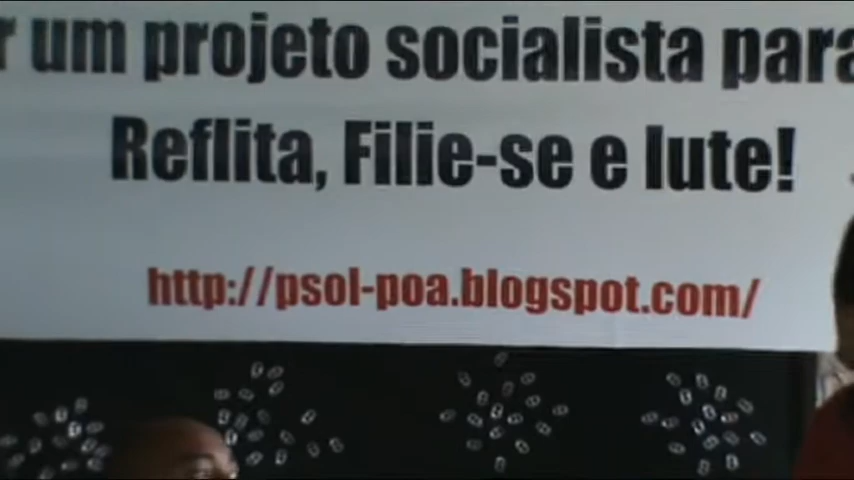 um projeto socialista para
Reflita, Filie-se e lute!
http://psol-poa.blogspot.com/